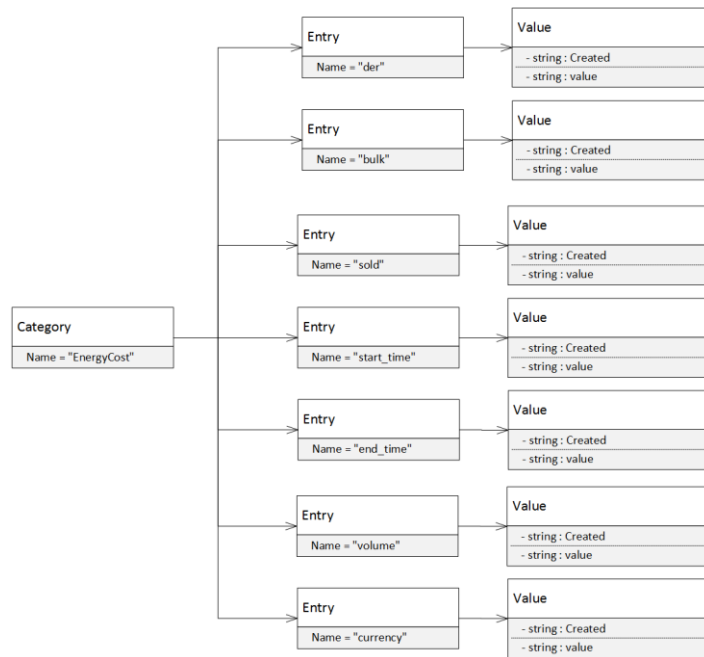 Entry
Name = "der"
Value
- string : Created
- string : value
Entry
Name = "bulk"
Value
- string : Created
- string : value
Entry
Name = "sold"
Value
- string : Created
- string : value
Category
Name = "EnergyCost"
Entry
Name = "start_time"
Value
- string : Created
- string : value
Entry
Name = "end_time"
Value
- string : Created
- string : value
Entry
Name = "volume"
Value
- string : Created
- string : value
Entry
Name = "currency"
Value
- string : Created
- string : value